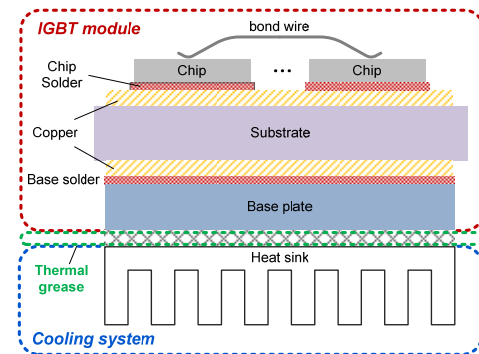 IGBT module
bond wire
Chip
Solder
Chip
...
Chip
Copper
Substrate
Base solder
Base plate
Thermal
grease
Heat sink
Cooling system